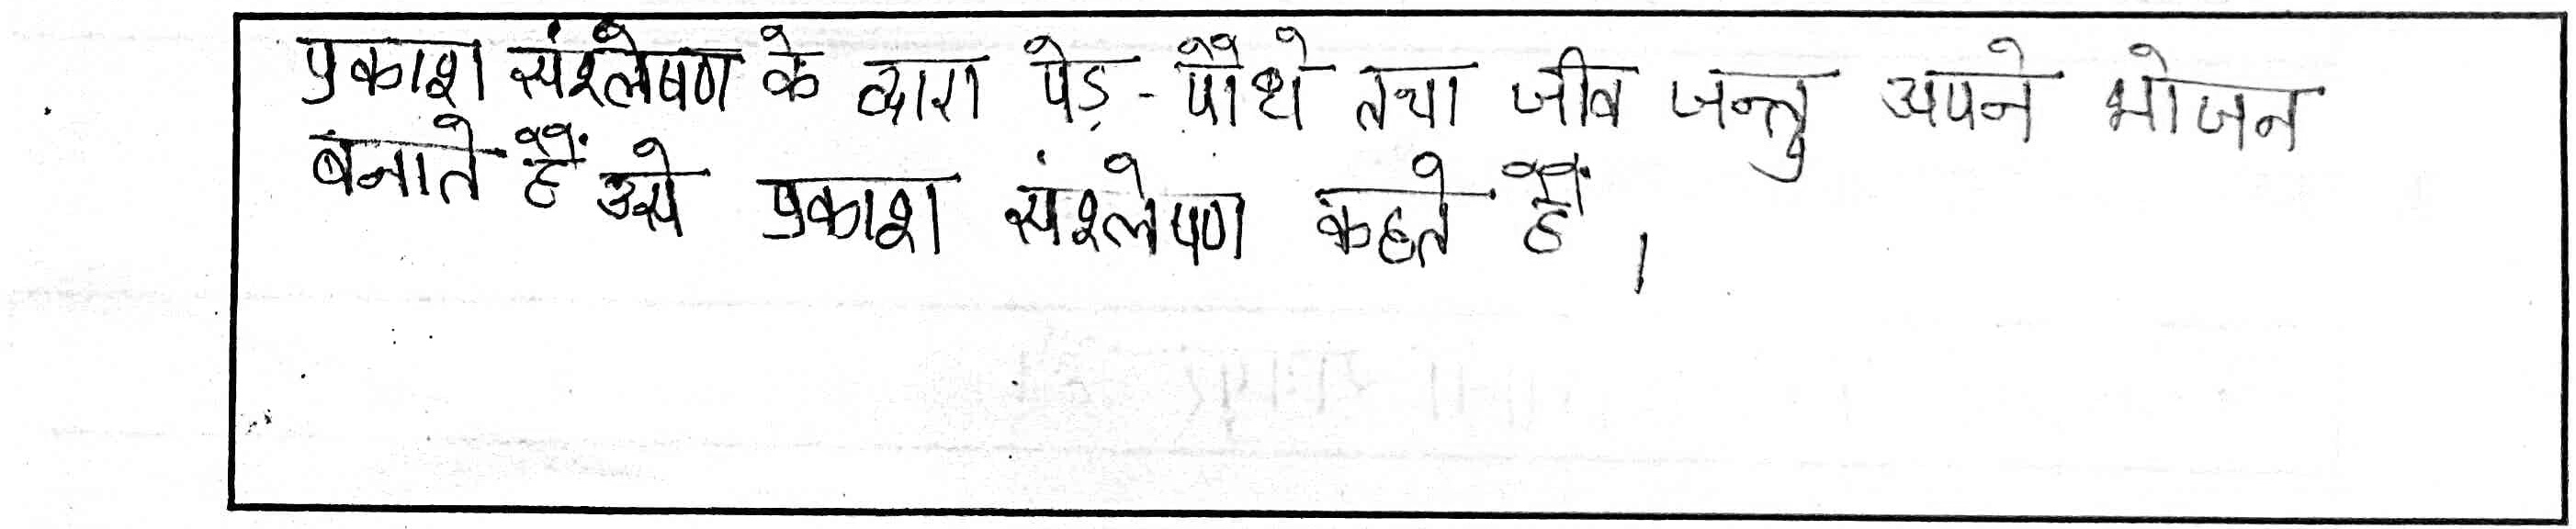 प्रकाश संश्लेषण के द्वारा पेड़ - पौधे तथा जीव जन्तु अपने भोजन
बनाते हैं उसे प्रकाश संश्लेषण कहते हैं ।